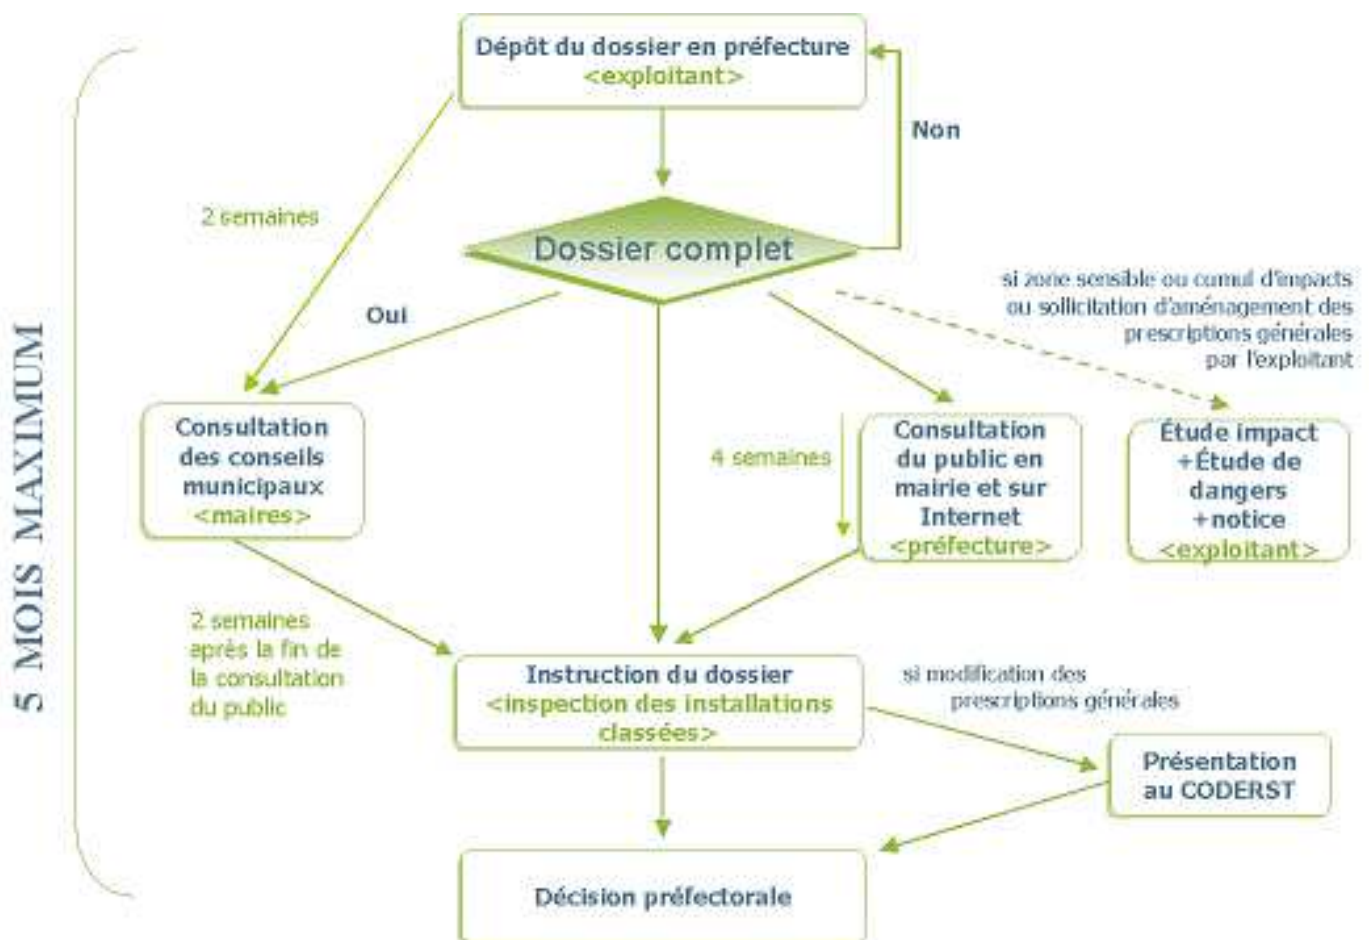 5 MOIS MAXIMUM
Dépôt du dossier en préfecture
<exploitant>
Non
2 semaines
Dossier complet
Oui
si zone sensible ou cumul d'impacts
ou sollicitation d'aménagement des
prescriptions générales
par l'exploitant
Consultation
des conseils
municipaux
<maires>
4 semaines
Consultation
du public en
mairie et sur
Internet
<préfecture>
Étude impact
+Étude de
dangers
+notice
<exploitant>
2 semaines
après la fin de
la consultation
du public
Instruction du dossier
<inspection des installations
classées>
si modification des
prescriptions générales
Présentation
au CODERST
Décision préfectorale